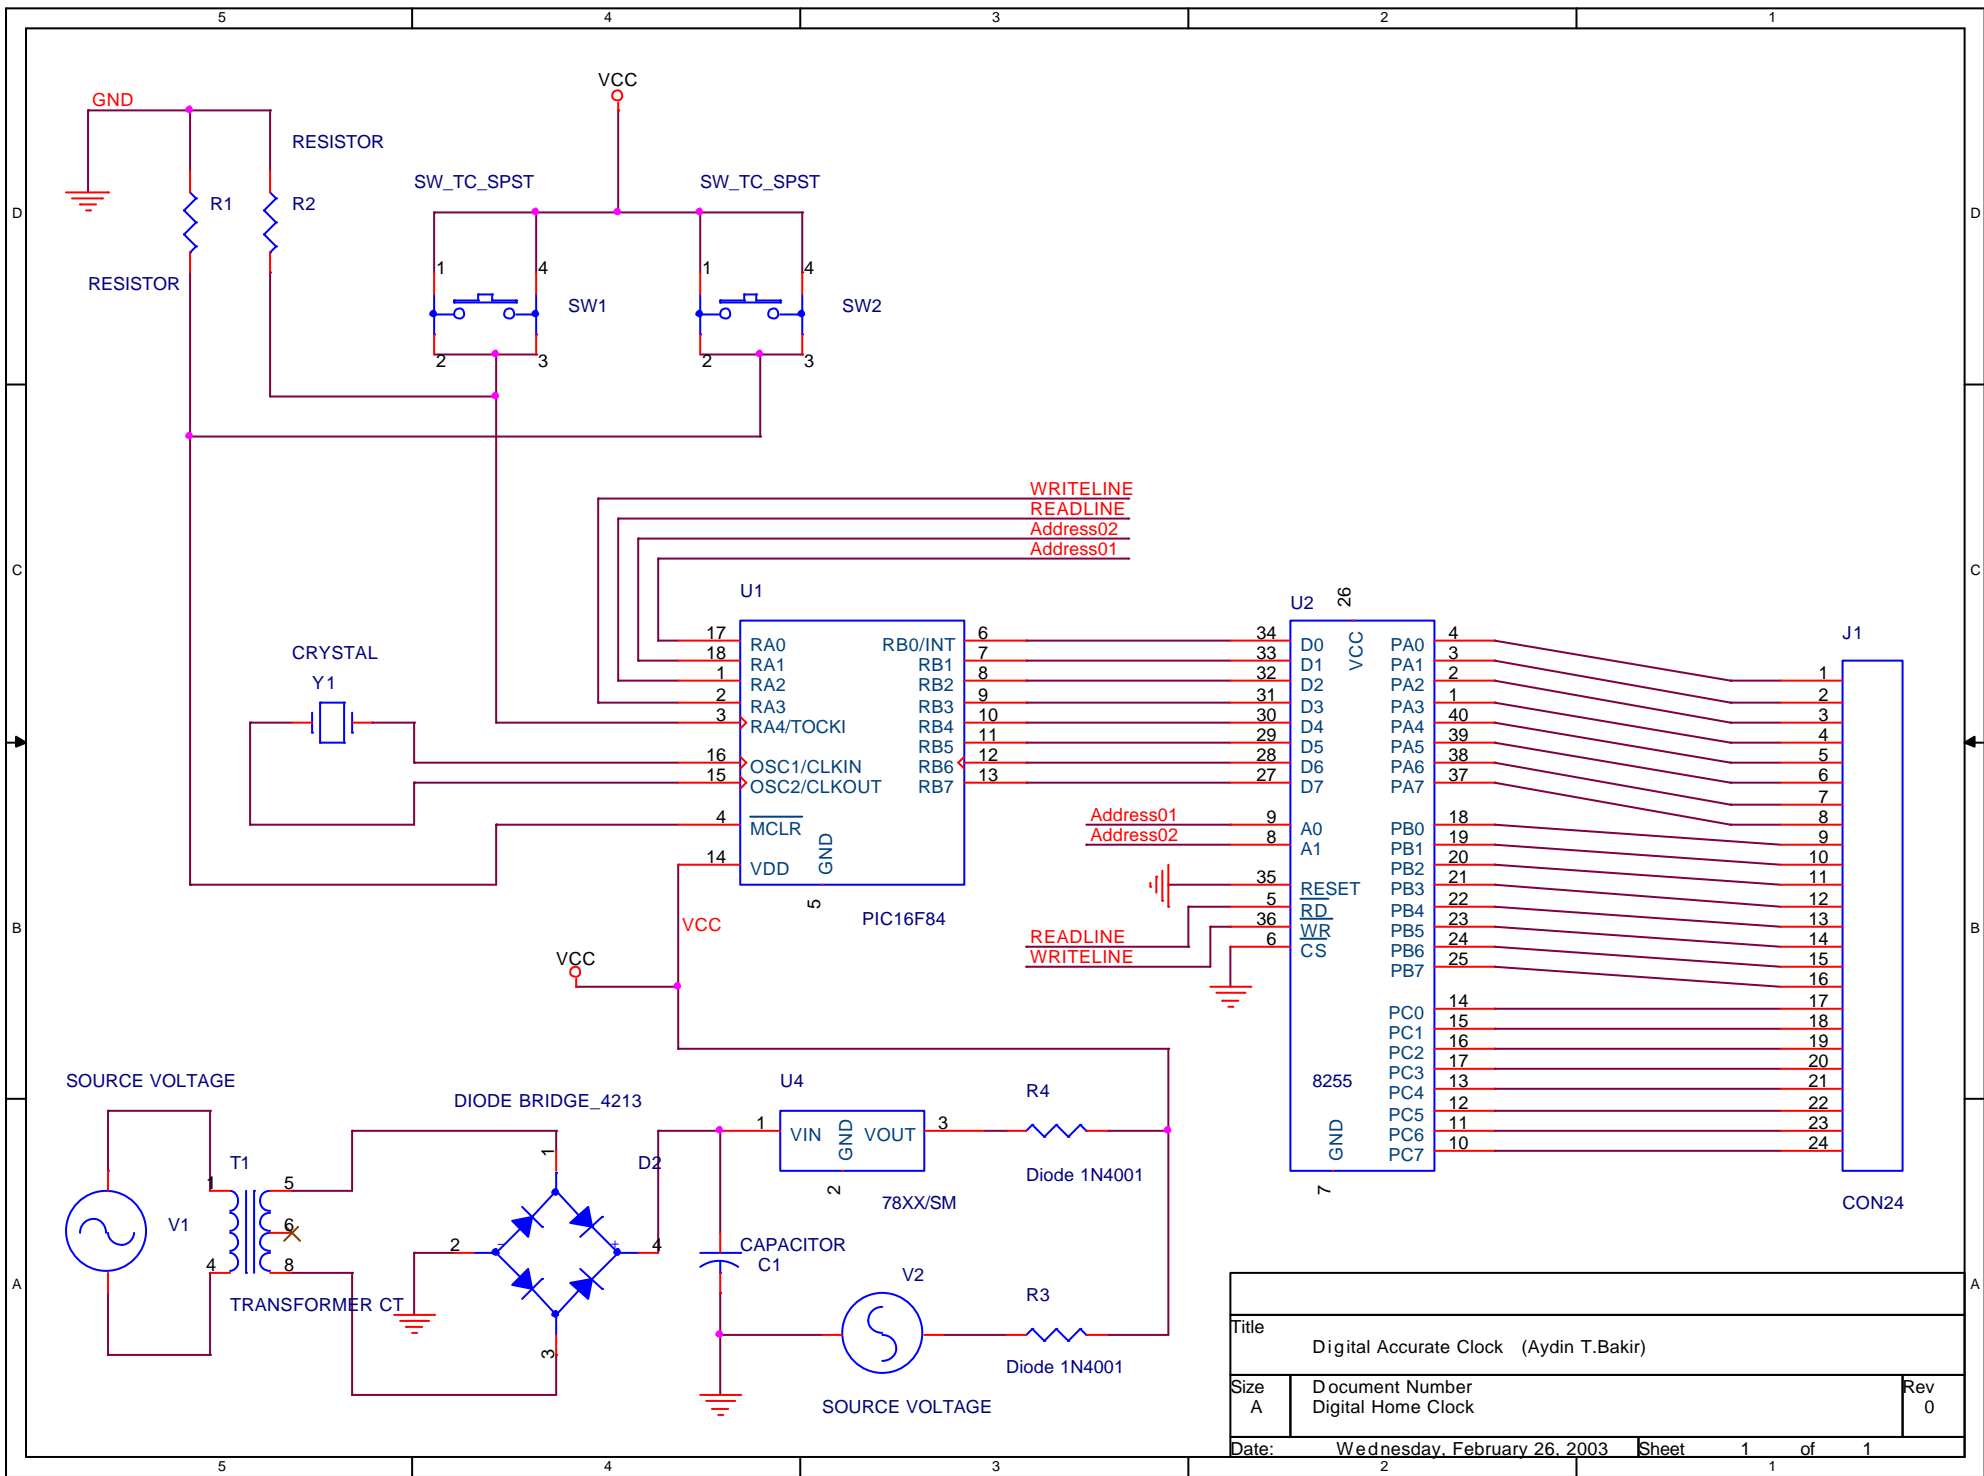 5 4 3 2 1
D
C
B
A
D
C
B
A
GND
RESISTOR
R1
R2
RESISTOR
VCC
SW_TC_SPST
SW_TC_SPST
1 4
SW1
2 3
1 4
SW2
2 3
WRITELINE
READLINE
Address02
Address01
CRYSTAL
Y1
U1
17 RA0
18 RA1
1 RA2
2 RA3
3 RA4/TOCKI
16 OSC1/CLKIN
15 OSC2/CLKOUT
4 MCLR
14 VDD
GND
5
RB0/INT 6
RB1 7
RB2 8
RB3 9
RB4 10
RB5 11
RB6 12
RB7 13
PIC16F84
VCC
VCC
U2
26
VCC
34 D0
33 D1
32 D2
31 D3
30 D4
29 D5
28 D6
27 D7
Address01
9 A0
Address02
8 A1
35 RESET
5 RD
36 WR
6 CS
READLINE
WRITELINE
PA0 4
PA1 3
PA2 2
PA3 1
PA4 40
PA5 39
PA6 38
PA7 37
PB0 18
PB1 19
PB2 20
PB3 21
PB4 22
PB5 23
PB6 24
PB7 25
PC0 14
PC1 15
PC2 16
PC3 17
PC4 13
PC5 12
PC6 11
PC7 10
8255
GND
7
J1
1
2
3
4
5
6
7
8
9
10
11
12
13
14
15
16
17
18
19
20
21
22
23
24
CON24
SOURCE VOLTAGE
V1
T1
1
4
5
6
8
TRANSFORMER CT
DIODE BRIDGE_4213
D2
1
2
- +
4
3
U4
1 VIN GND VOUT 3
2
78XX/SM
R4
Diode 1N4001
CAPACITOR
C1
V2
SOURCE VOLTAGE
R3
Diode 1N4001
Title
Digital Accurate Clock (Aydin T.Bakir)
Size
A
Document Number
Digital Home Clock
Rev
0
Date: Wednesday, February 26, 2003 Sheet 1 of 1
5 4 3 2 1